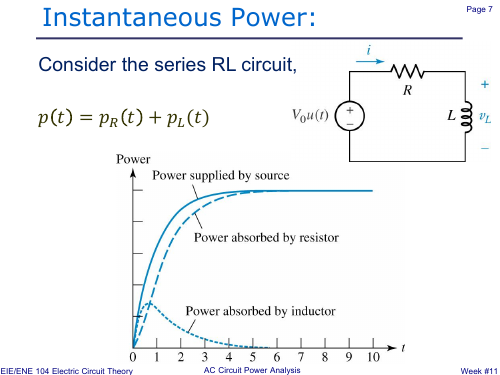 Page 7
Instantaneous Power:
Consider the series RL circuit,
p(t) = p_R(t) + p_L(t)
i
R
V₀u(t)
+
−
L
+
v_L
−
Power
Power supplied by source
Power absorbed by resistor
Power absorbed by inductor
0 1 2 3 4 5 6 7 8 9 10 t
EIE/ENE 104 Electric Circuit Theory
AC Circuit Power Analysis
Week #11